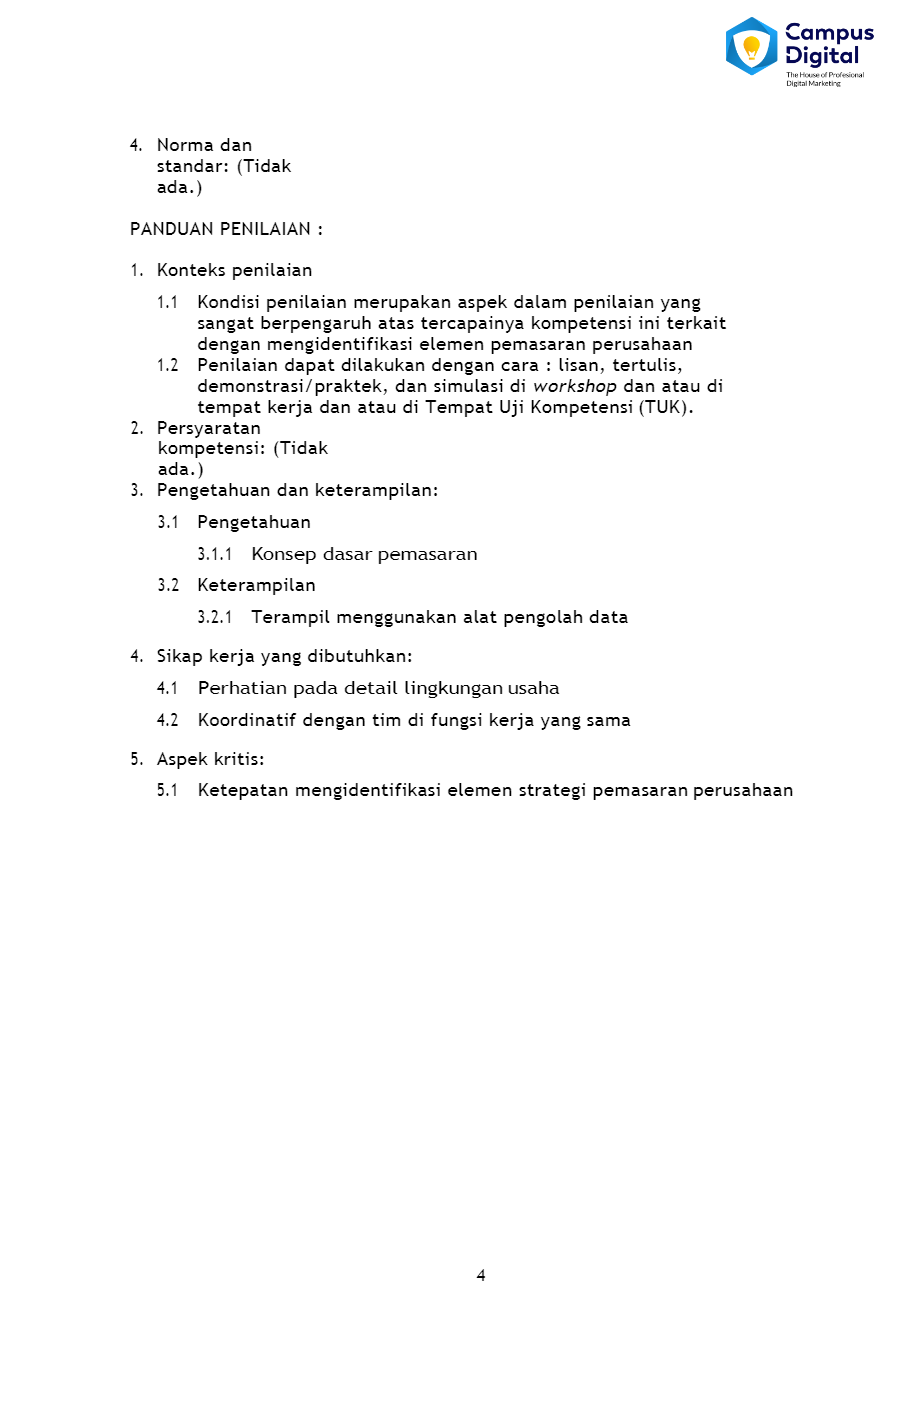 Campus
Digital
The House of Profesional
Digital Marketing
4. Norma dan
standar: (Tidak
ada.)
PANDUAN PENILAIAN :
1. Konteks penilaian
1.1 Kondisi penilaian merupakan aspek dalam penilaian yang
sangat berpengaruh atas tercapainya kompetensi ini terkait
dengan mengidentifikasi elemen pemasaran perusahaan
1.2 Penilaian dapat dilakukan dengan cara : lisan, tertulis,
demonstrasi/praktek, dan simulasi di workshop dan atau di
tempat kerja dan atau di Tempat Uji Kompetensi (TUK).
2. Persyaratan
kompetensi: (Tidak
ada.)
3. Pengetahuan dan keterampilan:
3.1 Pengetahuan
3.1.1 Konsep dasar pemasaran
3.2 Keterampilan
3.2.1 Terampil menggunakan alat pengolah data
4. Sikap kerja yang dibutuhkan:
4.1 Perhatian pada detail lingkungan usaha
4.2 Koordinatif dengan tim di fungsi kerja yang sama
5. Aspek kritis:
5.1 Ketepatan mengidentifikasi elemen strategi pemasaran perusahaan
4